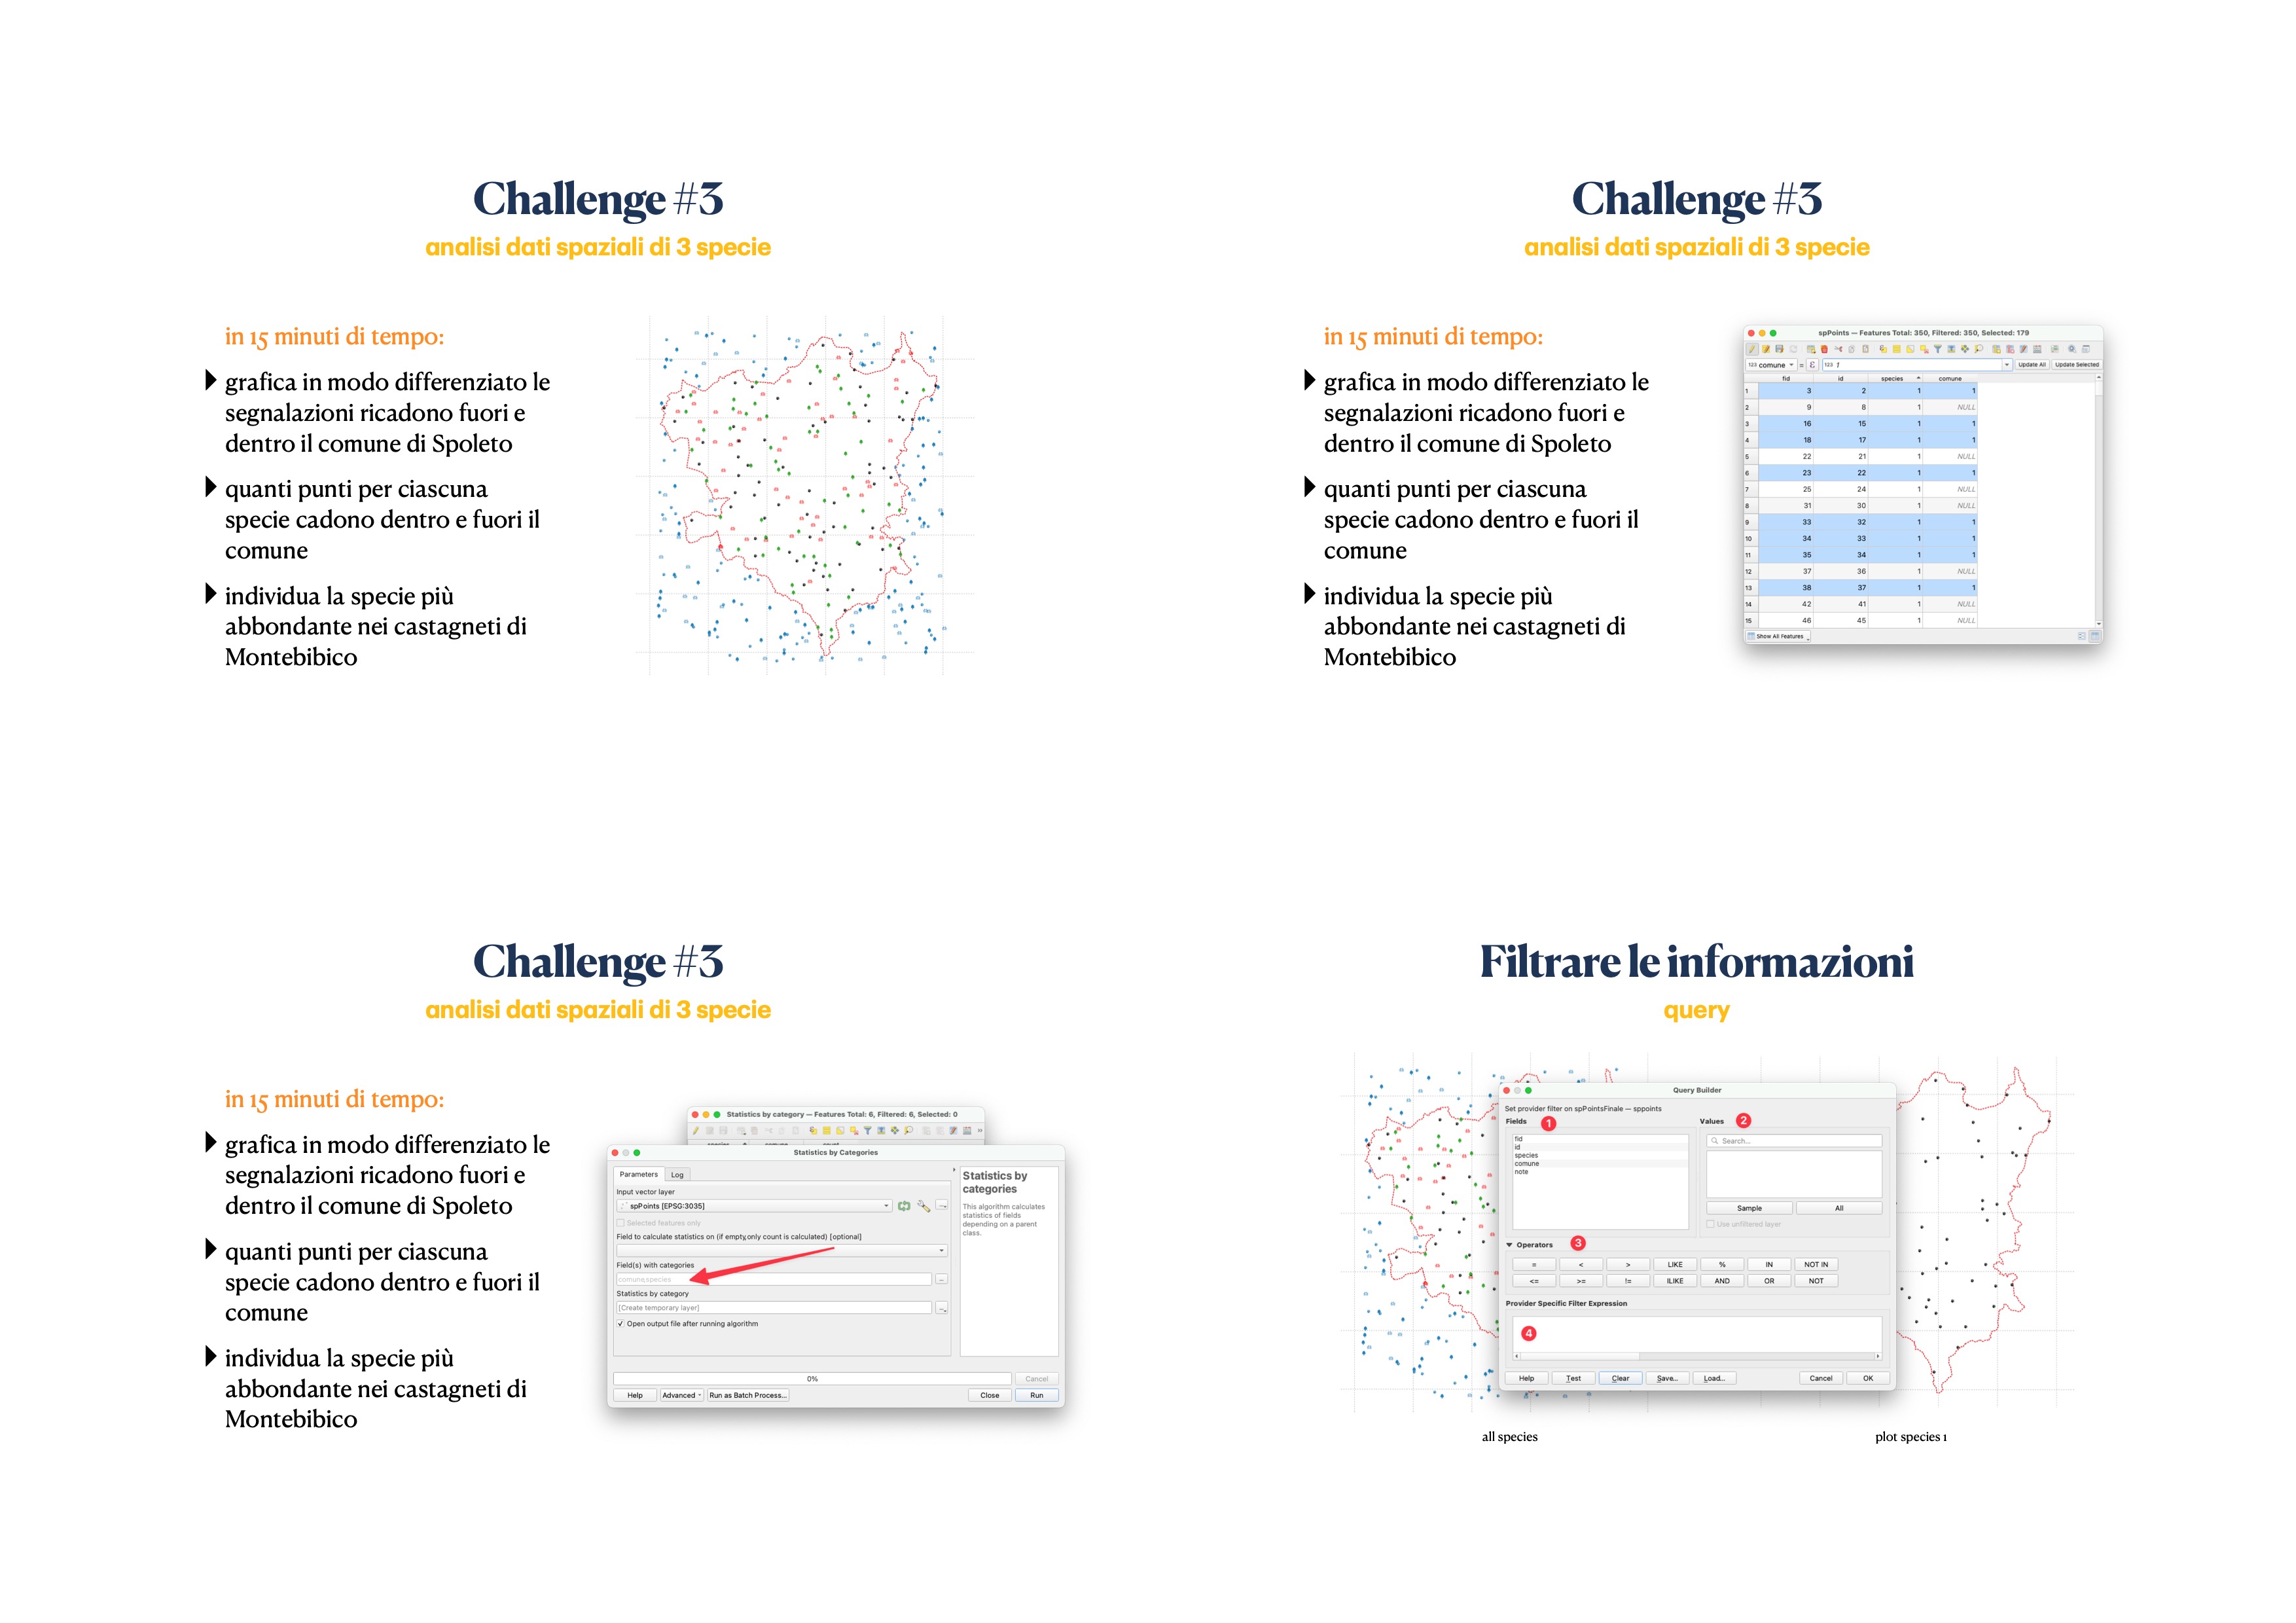 Challenge #3
analisi dati spaziali di 3 specie
in 15 minuti di tempo:
grafica in modo differenziato le
segnalazioni ricadono fuori e
dentro il comune di Spoleto
quanti punti per ciascuna
specie cadono dentro e fuori il
comune
individua la specie più
abbondante nei castagneti di
Montebibico
Challenge #3
analisi dati spaziali di 3 specie
in 15 minuti di tempo:
grafica in modo differenziato le
segnalazioni ricadono fuori e
dentro il comune di Spoleto
quanti punti per ciascuna
specie cadono dentro e fuori il
comune
individua la specie più
abbondante nei castagneti di
Montebibico
spPoints — Features Total: 350, Filtered: 350, Selected: 179
123 comune = ε 123 1 Update All Update Selected
fid id species comune
1 3 2 1 1
2 9 8 1 NULL
3 16 15 1 1
4 18 17 1 1
5 22 21 1 NULL
6 23 22 1 1
7 25 24 1 NULL
8 31 30 1 NULL
9 33 32 1 1
10 34 33 1 1
11 35 34 1 1
12 37 36 1 NULL
13 38 37 1 1
14 42 41 1 NULL
15 46 45 1 NULL
Show All Features
Challenge #3
analisi dati spaziali di 3 specie
in 15 minuti di tempo:
grafica in modo differenziato le
segnalazioni ricadono fuori e
dentro il comune di Spoleto
quanti punti per ciascuna
specie cadono dentro e fuori il
comune
individua la specie più
abbondante nei castagneti di
Montebibico
Statistics by category — Features Total: 6, Filtered: 6, Selected: 0
Statistics by Categories
Parameters Log
Input vector layer
spPoints [EPSG:3035]
Selected features only
Field to calculate statistics on (if empty, only count is calculated) [optional]
Field(s) with categories
comune,species
Statistics by category
[Create temporary layer]
Open output file after running algorithm
Statistics by
categories
This algorithm calculates
statistics of fields
depending on a parent
class.
0% Cancel
Help Advanced Run as Batch Process... Close Run
Filtrare le informazioni
query
Query Builder
Set provider filter on spPointsFinale — sppoints
Fields 1 Values 2
fid
id
species
comune
note
Search...
Sample All
Use unfiltered layer
Operators 3
= < > LIKE % IN NOT IN
<= >= != ILIKE AND OR NOT
Provider Specific Filter Expression
4
Help Test Clear Save... Load... Cancel OK
all species
plot species 1